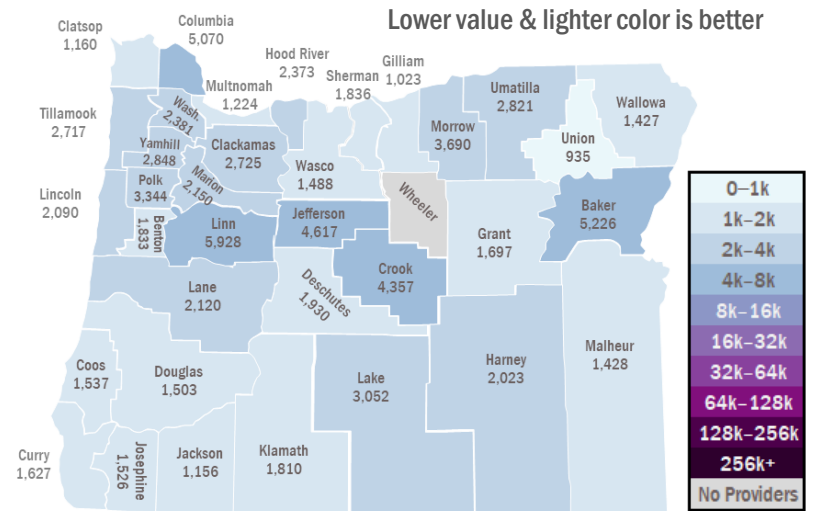 Lower value & lighter color is better
Clatsop
1,160
Columbia
5,070
Hood River
2,373
Gilliam
1,023
Multnomah
1,224
Sherman
1,836
Tillamook
2,717
Wash.
2,381
Umatilla
2,821
Wallowa
1,427
Morrow
3,690
Union
935
Yamhill
2,848
Clackamas
2,725
Wasco
1,488
Polk
3,344
Marion
2,150
Wheeler
Lincoln
2,090
Benton
1,833
Linn
5,928
Jefferson
4,617
Grant
1,697
Baker
5,226
Crook
4,357
Lane
2,120
Deschutes
1,930
Coos
1,537
Douglas
1,503
Lake
3,052
Harney
2,023
Malheur
1,428
Curry
1,627
Josephine
1,526
Jackson
1,156
Klamath
1,810
0–1k
1k–2k
2k–4k
4k–8k
8k–16k
16k–32k
32k–64k
64k–128k
128k–256k
256k+
No Providers